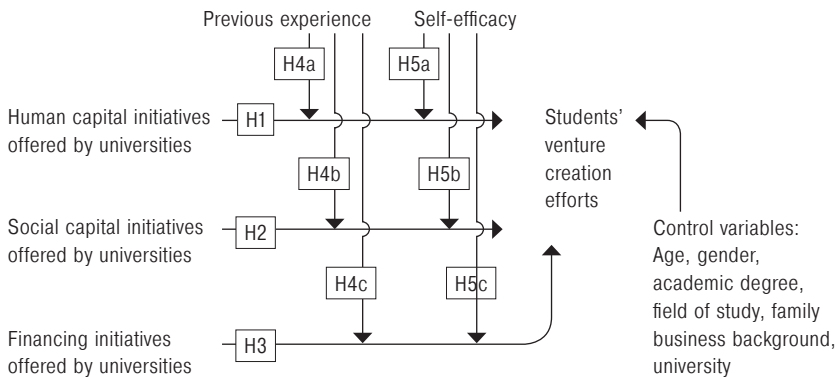 Previous experience
Self-efficacy
H4a
H5a
Human capital initiatives
offered by universities
H1
Students'
venture
creation
efforts
H4b
H5b
Social capital initiatives
offered by universities
H2
Control variables:
Age, gender,
academic degree,
field of study, family
business background,
university
H4c
H5c
Financing initiatives
offered by universities
H3